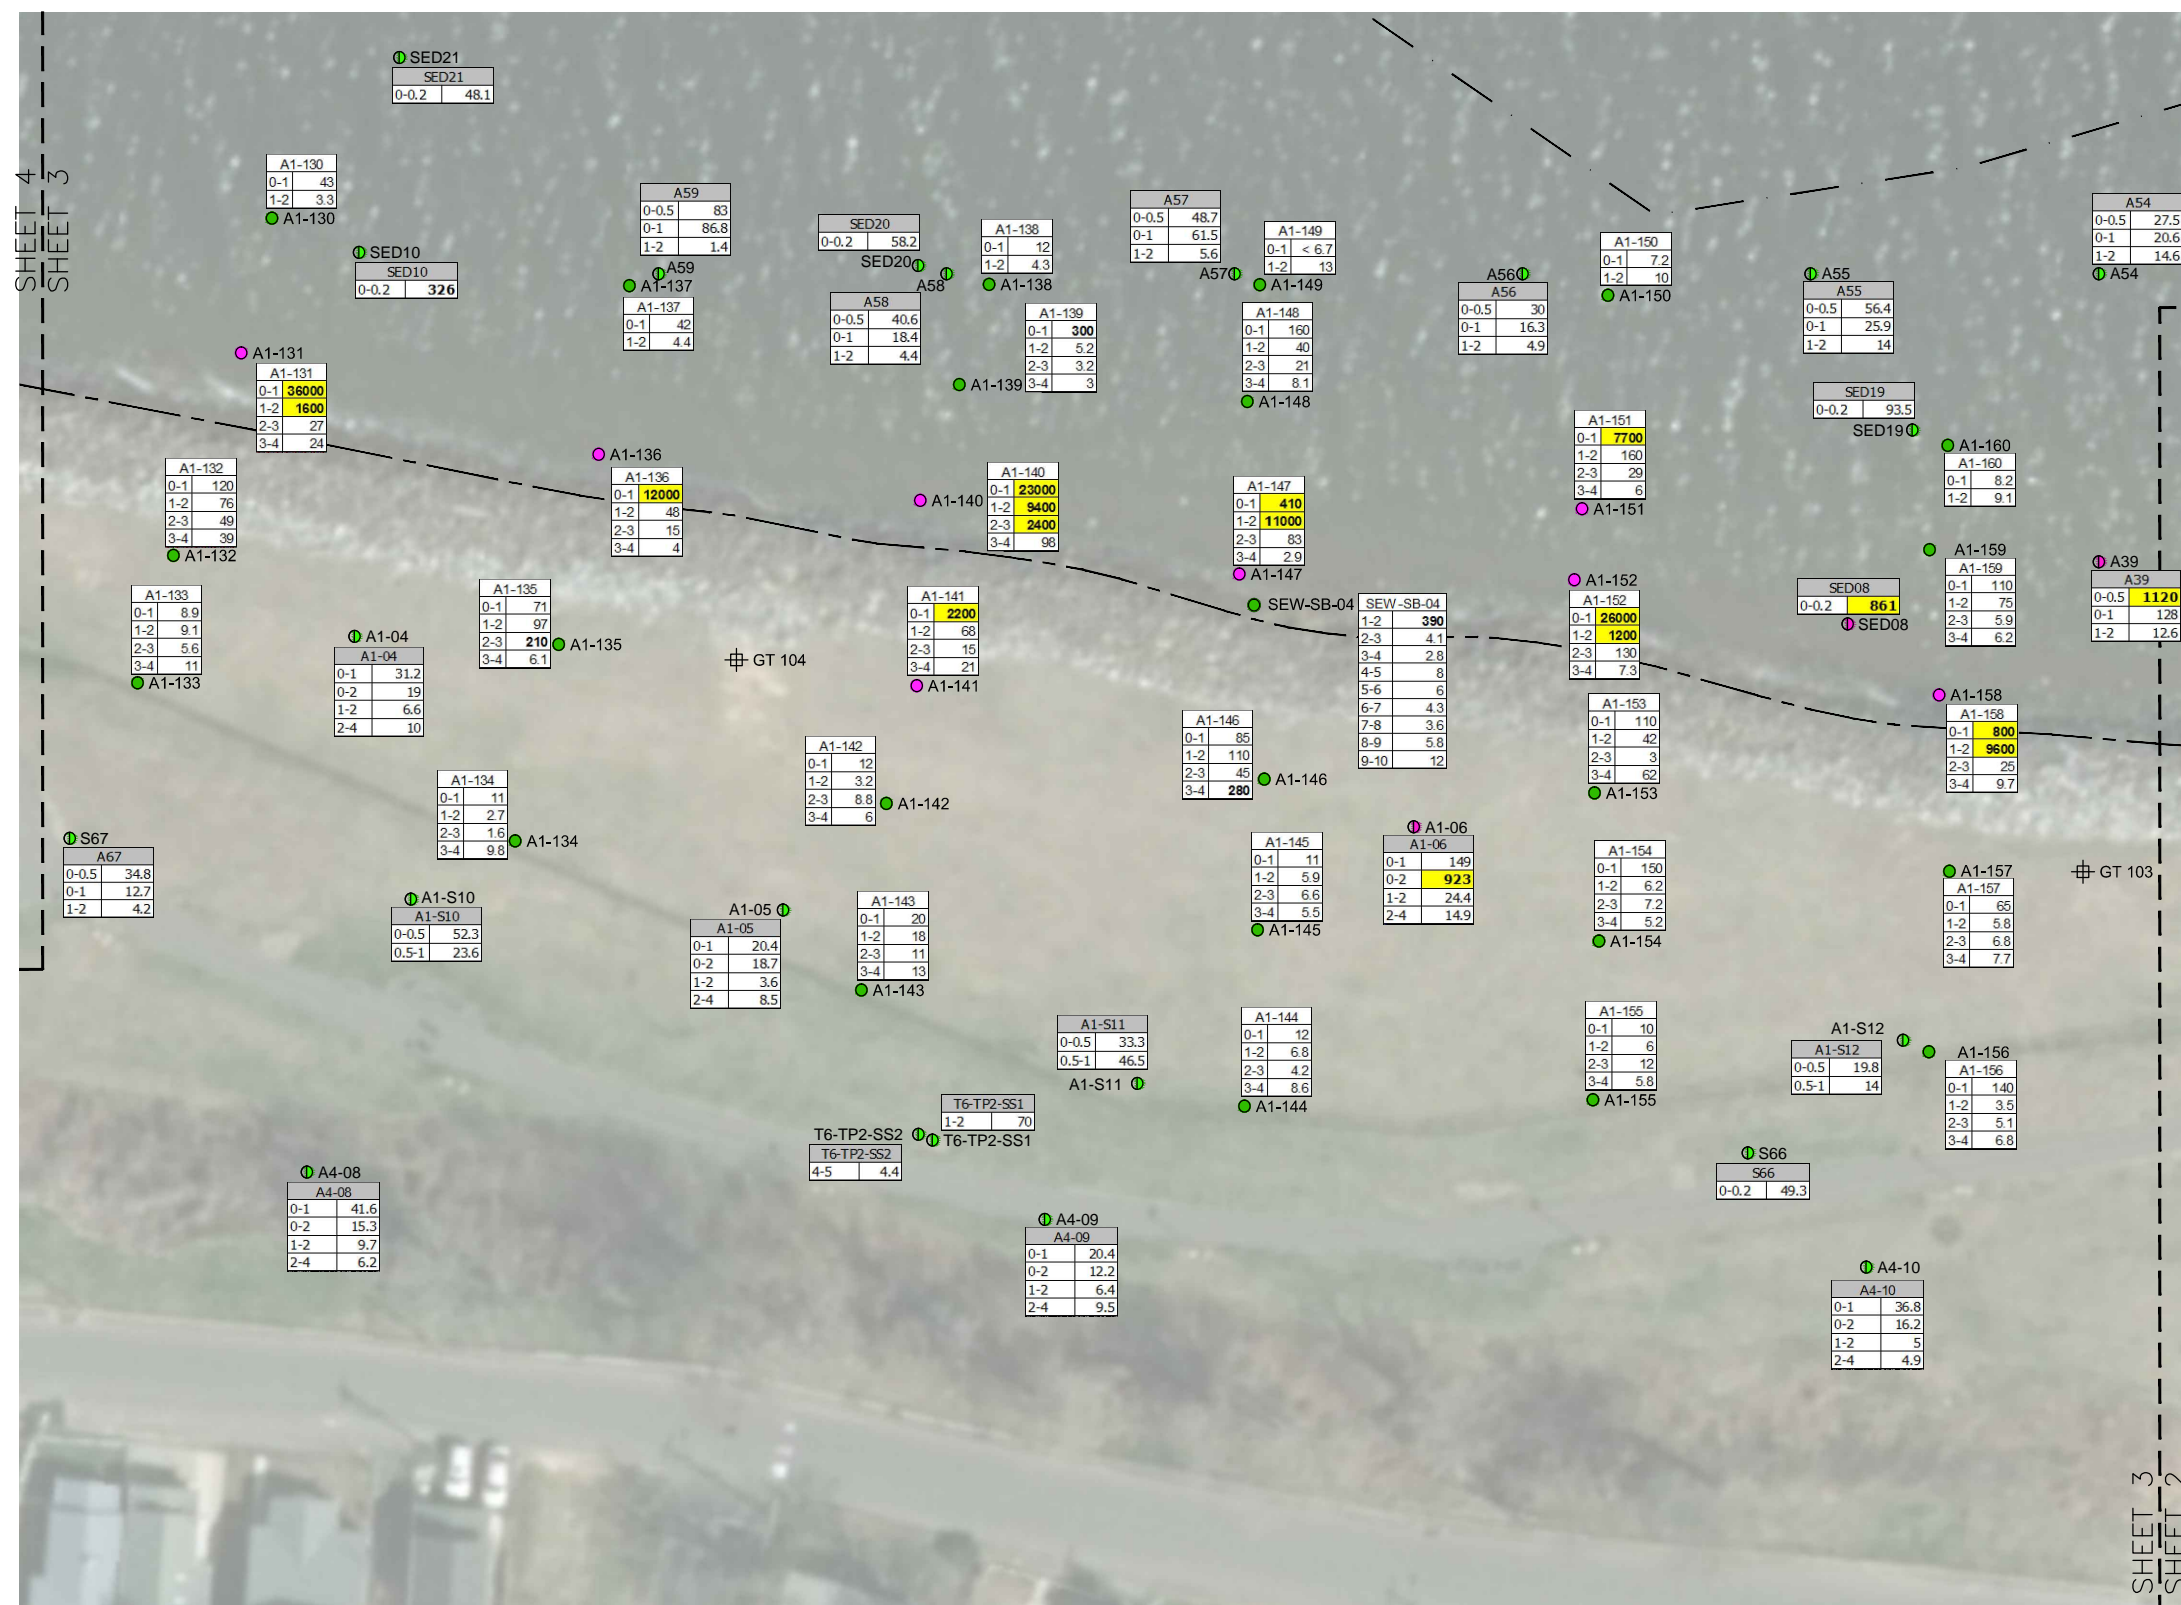 SHEET 4
SHEET 3
SED21
SED21
0-0.2 48.1
A1-130
0-1 43
1-2 3.3
A1-130
SED10
SED10
0-0.2 326
A59
0-0.5 83
0-1 86.8
1-2 1.4
A59
A1-137
A1-137
0-1 42
1-2 4.4
SED20
0-0.2 58.2
SED20
A58
A58
0-0.5 40.6
0-1 18.4
1-2 4.4
A1-138
0-1 12
1-2 4.3
A1-138
A1-139
0-1 300
1-2 5.2
2-3 3.2
3-4 3
A1-139
A57
0-0.5 48.7
0-1 61.5
1-2 5.6
A57
A1-149
0-1 < 6.7
1-2 13
A1-149
A1-148
0-1 160
1-2 40
2-3 21
3-4 8.1
A1-148
A56
A56
0-0.5 30
0-1 16.3
1-2 4.9
A1-150
0-1 7.2
1-2 10
A1-150
A55
A55
0-0.5 56.4
0-1 25.9
1-2 14
A54
0-0.5 27.5
0-1 20.6
1-2 14.6
A54
A1-131
A1-131
0-1 36000
1-2 1600
2-3 27
3-4 24
A1-132
0-1 120
1-2 76
2-3 49
3-4 39
A1-132
A1-136
A1-136
0-1 12000
1-2 48
2-3 15
3-4 4
A1-140
A1-140
0-1 23000
1-2 9400
2-3 2400
3-4 98
A1-147
0-1 410
1-2 11000
2-3 83
3-4 2.9
A1-147
A1-151
0-1 7700
1-2 160
2-3 29
3-4 6
A1-151
SED19
0-0.2 93.5
SED19
A1-160
A1-160
0-1 8.2
1-2 9.1
A1-159
A1-159
0-1 110
1-2 75
2-3 5.9
3-4 6.2
A39
A39
0-0.5 1120
0-1 128
1-2 12.6
SED08
0-0.2 861
SED08
A1-133
0-1 8.9
1-2 9.1
2-3 5.6
3-4 11
A1-133
A1-04
A1-04
0-1 31.2
0-2 19
1-2 6.6
2-4 10
A1-135
0-1 71
1-2 97
2-3 210
3-4 6.1
A1-135
GT 104
A1-141
0-1 2200
1-2 68
2-3 15
3-4 21
A1-141
SEW-SB-04
SEW-SB-04
1-2 390
2-3 4.1
3-4 2.8
4-5 8
5-6 6
6-7 4.3
7-8 3.6
8-9 5.8
9-10 12
A1-152
A1-152
0-1 26000
1-2 1200
2-3 130
3-4 7.3
A1-153
0-1 110
1-2 42
2-3 3
3-4 62
A1-153
A1-158
A1-158
0-1 800
1-2 9600
2-3 25
3-4 9.7
A1-146
0-1 85
1-2 110
2-3 45
3-4 280
A1-146
A1-142
0-1 12
1-2 3.2
2-3 8.8
3-4 6
A1-142
A1-134
0-1 11
1-2 2.7
2-3 1.6
3-4 9.8
A1-134
S67
A67
0-0.5 34.8
0-1 12.7
1-2 4.2
A1-S10
A1-S10
0-0.5 52.3
0.5-1 23.6
A1-05
A1-05
0-1 20.4
0-2 18.7
1-2 3.6
2-4 8.5
A1-143
0-1 20
1-2 18
2-3 11
3-4 13
A1-143
A1-145
0-1 11
1-2 5.9
2-3 6.6
3-4 5.5
A1-145
A1-06
A1-06
0-1 149
0-2 923
1-2 24.4
2-4 14.9
A1-154
0-1 150
1-2 6.2
2-3 7.2
3-4 5.2
A1-154
A1-157
A1-157
0-1 65
1-2 5.8
2-3 6.8
3-4 7.7
GT 103
A1-S11
0-0.5 33.3
0.5-1 46.5
A1-S11
A1-144
0-1 12
1-2 6.8
2-3 4.2
3-4 8.6
A1-144
A1-155
0-1 10
1-2 6
2-3 12
3-4 5.8
A1-155
A1-S12
A1-S12
0-0.5 19.8
0.5-1 14
A1-156
A1-156
0-1 140
1-2 3.5
2-3 5.1
3-4 6.8
T6-TP2-SS1
1-2 70
T6-TP2-SS2
T6-TP2-SS1
T6-TP2-SS2
4-5 4.4
S66
S66
0-0.2 49.3
A4-08
A4-08
0-1 41.6
0-2 15.3
1-2 9.7
2-4 6.2
A4-09
A4-09
0-1 20.4
0-2 12.2
1-2 6.4
2-4 9.5
A4-10
A4-10
0-1 36.8
0-2 16.2
1-2 5
2-4 4.9
SHEET 3
SHEET 2